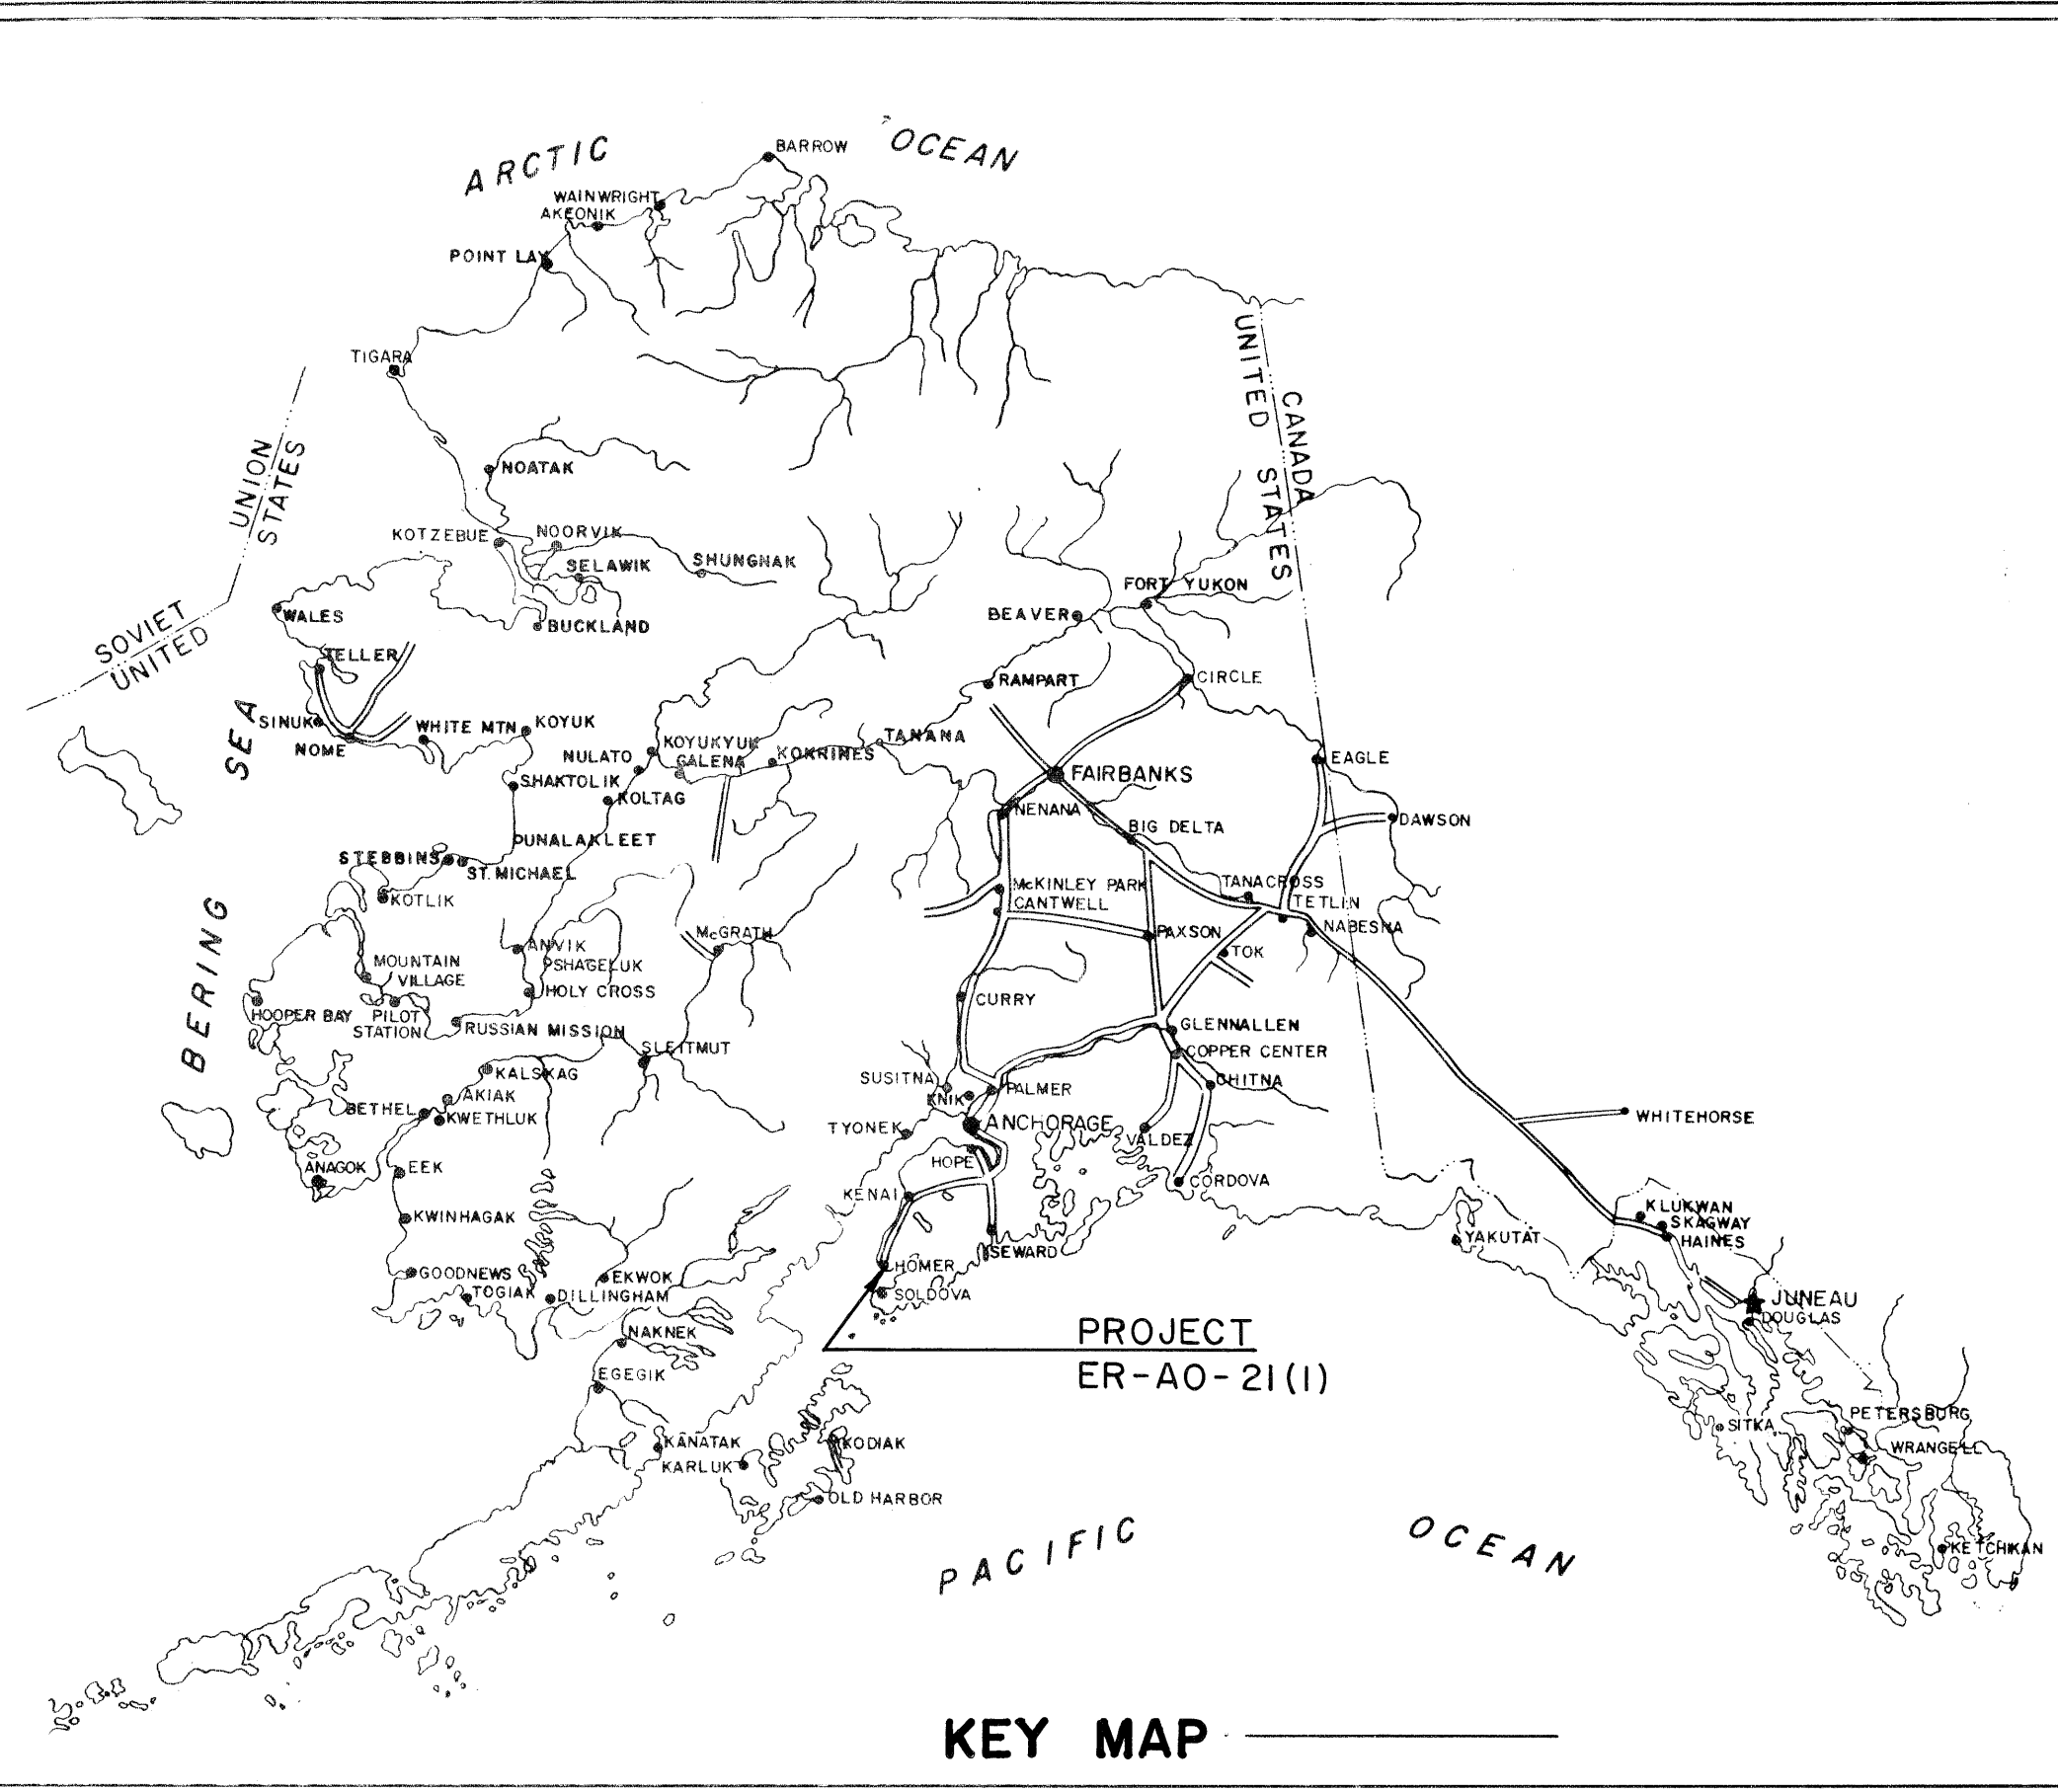 ARCTIC OCEAN
BARROW
WAINWRIGHT
AKEONIK
POINT LAY
TIGARA
UNITED STATES
CANADA
NOATAK
SOVIET UNION
UNITED STATES
KOTZEBUE
NOORVIK
SELAWIK
SHUNGNAK
FORT YUKON
BEAVER
WALES
BUCKLAND
TELLER
RAMPART
CIRCLE
SINUK
NOME
WHITE MTN
KOYUK
NULATO
KOYUKYUK
GALENA
KOKRINES
TANANA
EAGLE
FAIRBANKS
SHAKTOLIK
KOLTAG
NENANA
BIG DELTA
DAWSON
UNALAKLEET
STEBBINS
ST. MICHAEL
KOTLIK
McKINLEY PARK
CANTWELL
TANACROSS
TETLIN
NABESNA
BERING SEA
ANVIK
SHAGELUK
HOLY CROSS
McGRATH
PAXSON
TOK
MOUNTAIN
VILLAGE
HOOPER BAY
PILOT
STATION
RUSSIAN MISSION
CURRY
GLENNALLEN
COPPER CENTER
SLEITMUT
KALSKAG
SUSITNA
KNIK
PALMER
CHITNA
AKIAK
BETHEL
KWETHLUK
TYONEK
ANCHORAGE
VALDEZ
WHITEHORSE
ANAGOK
EEK
HOPE
KENAI
CORDOVA
KWINHAGAK
KLUKWAN
SKAGWAY
HAINES
YAKUTAT
SEWARD
GOODNEWS
TOGIAK
EKWOK
DILLINGHAM
HOMER
SOLDOVA
JUNEAU
DOUGLAS
NAKNEK
EGEGIK
PROJECT
ER-AO-21(1)
SITKA
PETERSBURG
WRANGELL
KANATAK
KARLUK
KODIAK
OLD HARBOR
KETCHIKAN
PACIFIC OCEAN
KEY MAP